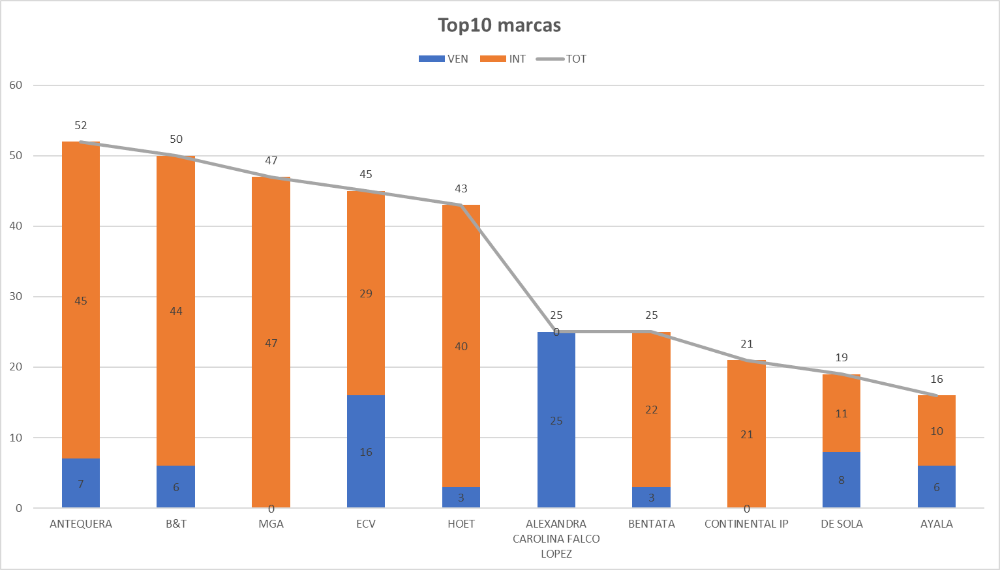 Top10 marcas
VEN INT TOT
60
50
40
30
20
10
0
52
50
47
45
43
25
25
21
19
16
45
44
47
29
40
0
22
21
11
10
7
6
0
16
3
25
3
0
8
6
ANTEQUERA
B&T
MGA
ECV
HOET
ALEXANDRA
CAROLINA FALCO
LOPEZ
BENTATA
CONTINENTAL IP
DE SOLA
AYALA